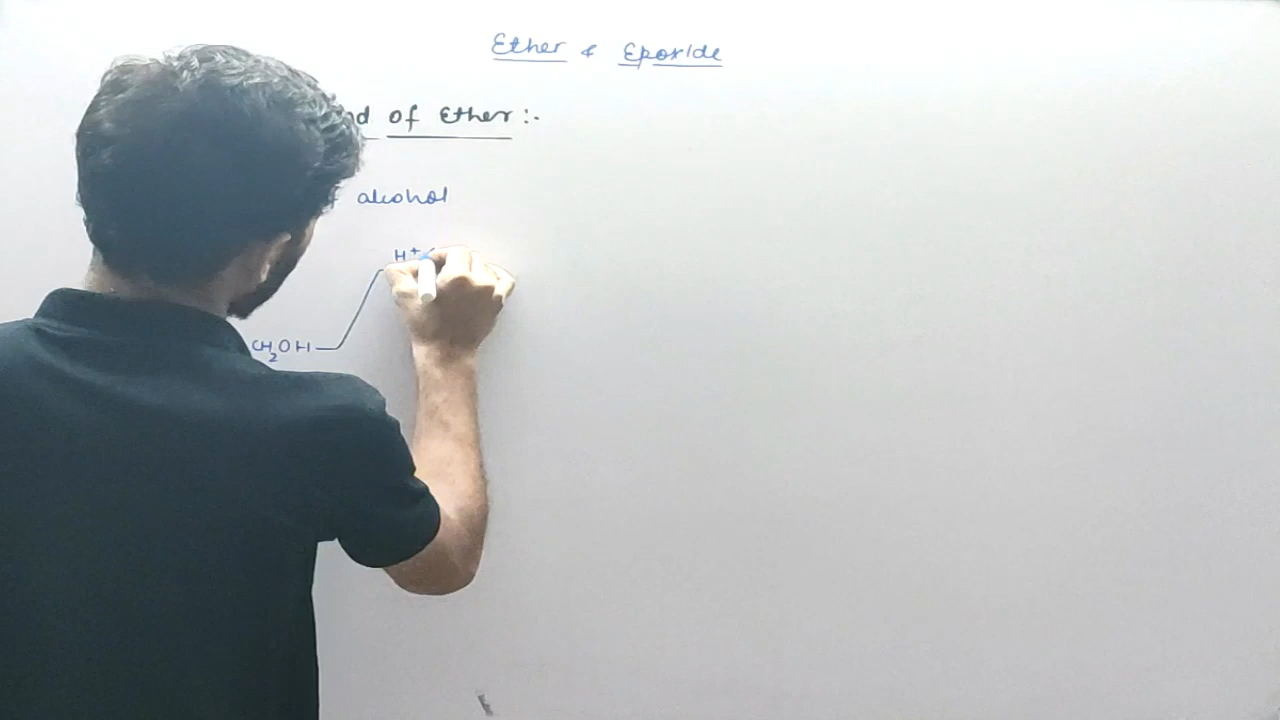 Ether & Epoxide
of Ether :-
alcohol
H+
CH2OH